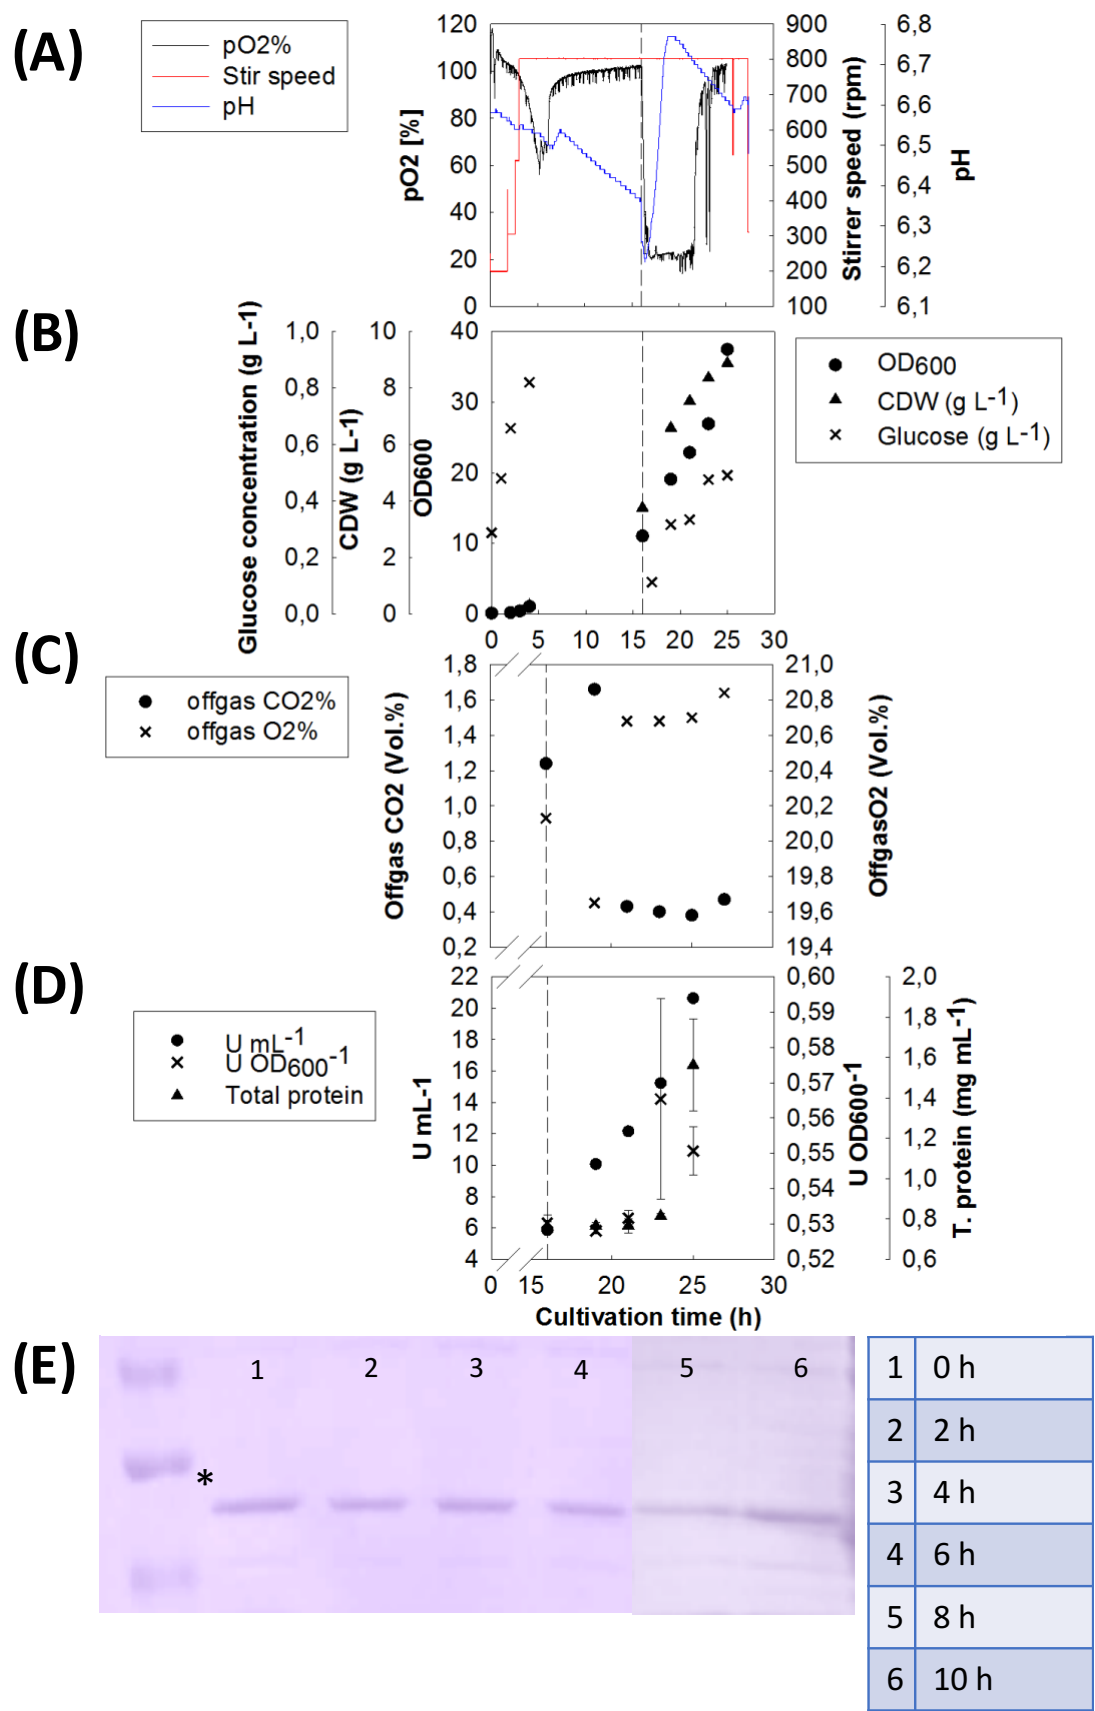 (A)
pO2%
Stir speed
pH
120
100
80
60
40
20
0
pO2 [%]
900
800
700
600
500
400
300
200
100
Stirrer speed (rpm)
6,8
6,7
6,6
6,5
6,4
6,3
6,2
6,1
pH
(B)
Glucose concentration (g L-1)
1,0
0,8
0,6
0,4
0,2
0,0
CDW (g L-1)
10
8
6
4
2
0
OD600
40
30
20
10
0
0 5 10 15 20 25 30
OD600
CDW (g L-1)
Glucose (g L-1)
(C)
offgas CO2%
offgas O2%
Offgas CO2 (Vol.%)
1,8
1,6
1,4
1,2
1,0
0,8
0,6
0,4
0,2
21,0
20,8
20,6
20,4
20,2
20,0
19,8
19,6
19,4
OffgasO2 (Vol.%)
(D)
U mL-1
U OD600-1
Total protein
U mL-1
22
20
18
16
14
12
10
8
6
4
0,60
0,59
0,58
0,57
0,56
0,55
0,54
0,53
0,52
U OD600-1
2,0
1,8
1,6
1,4
1,2
1,0
0,8
0,6
T. protein (mg mL-1)
0 15 20 25 30
Cultivation time (h)
(E)
1 2 3 4 5 6
*
1 0 h
2 2 h
3 4 h
4 6 h
5 8 h
6 10 h